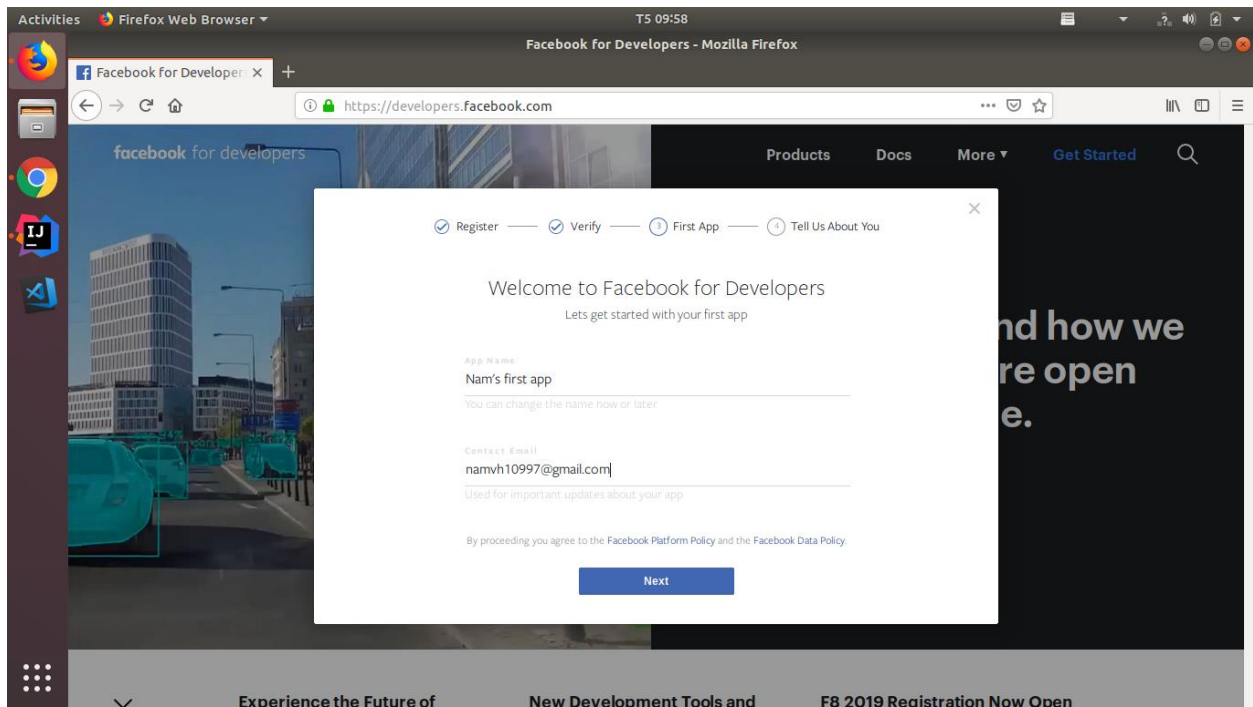 Activities Firefox Web Browser ▾ T5 09:58
Facebook for Developers - Mozilla Firefox
Facebook for Developer
https://developers.facebook.com
facebook for developers Products Docs More ▾ Get Started
Register Verify 3 First App 4 Tell Us About You
Welcome to Facebook for Developers
Lets get started with your first app
nd how we
re open
e.
App Name
Nam's first app
You can change the name now or later
Contact Email
namvh10997@gmail.com
Used for important updates about your app
By proceeding you agree to the Facebook Platform Policy and the Facebook Data Policy.
Next
Experience the Future of New Development Tools and F8 2019 Registration Now Open